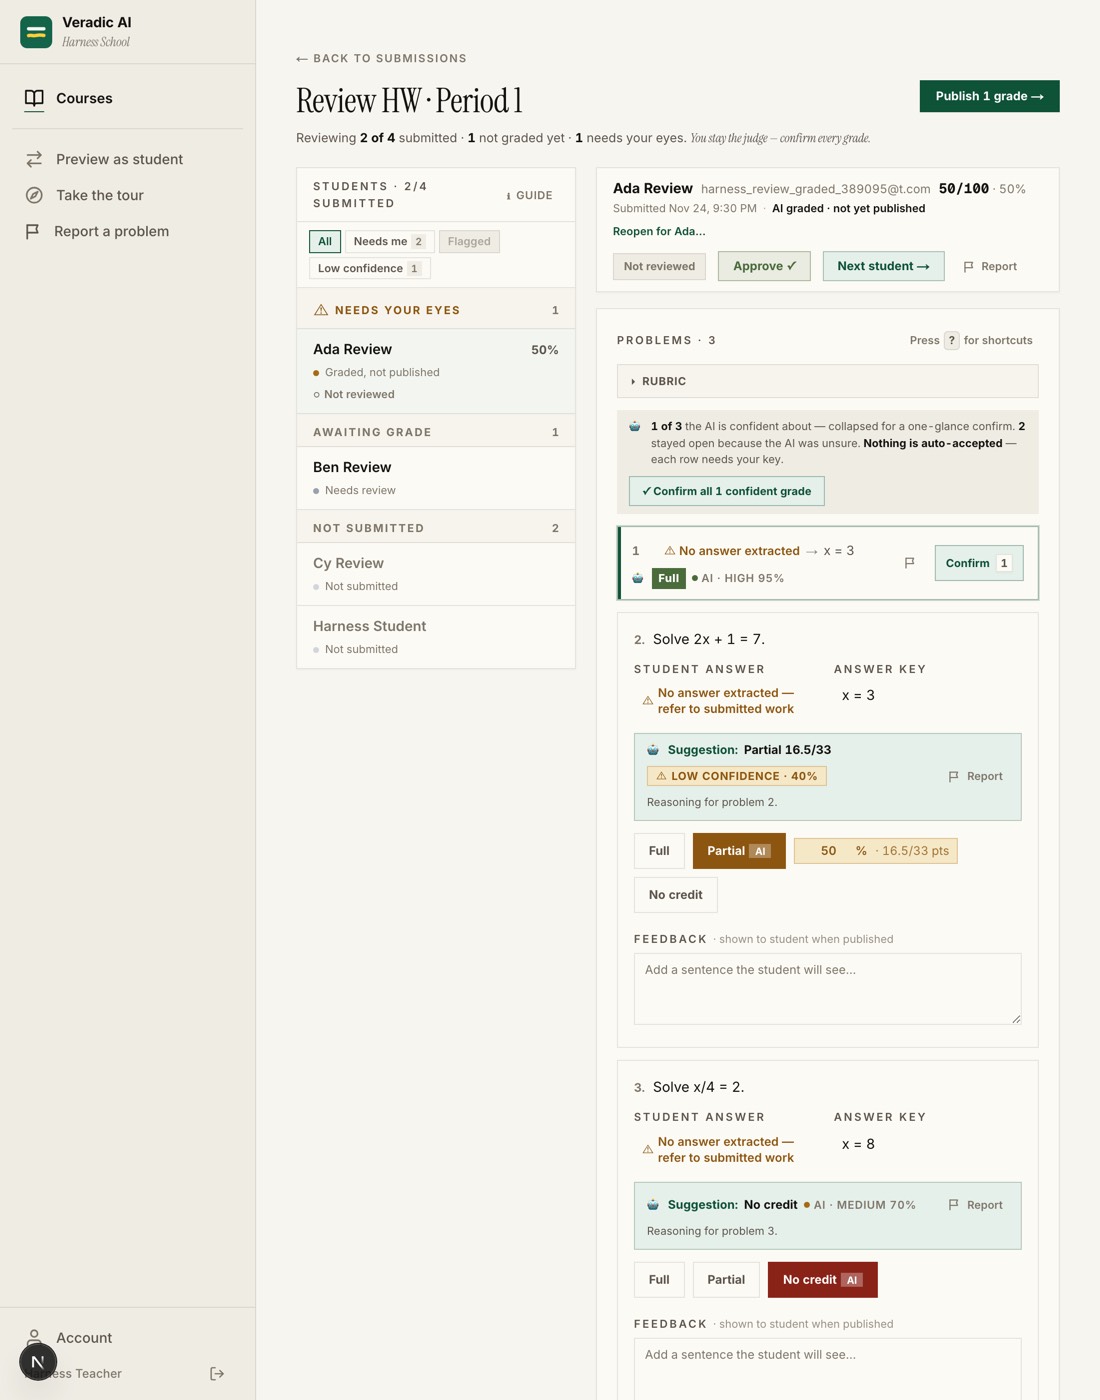 Veradic AI
Harness School
Courses
Preview as student
Take the tour
Report a problem
← BACK TO SUBMISSIONS
Review HW · Period 1
Publish 1 grade →
Reviewing 2 of 4 submitted · 1 not graded yet · 1 needs your eyes. You stay the judge – confirm every grade.
STUDENTS · 2/4 SUBMITTED
GUIDE
All
Needs me 2
Flagged
Low confidence 1
NEEDS YOUR EYES 1
Ada Review 50%
Graded, not published
Not reviewed
AWAITING GRADE 1
Ben Review
Needs review
NOT SUBMITTED 2
Cy Review
Not submitted
Harness Student
Not submitted
Ada Review harness_review_graded_389095@t.com 50/100 · 50%
Submitted Nov 24, 9:30 PM · AI graded · not yet published
Reopen for Ada...
Not reviewed
Approve ✓
Next student →
Report
PROBLEMS · 3
Press ? for shortcuts
RUBRIC
1 of 3 the AI is confident about — collapsed for a one-glance confirm. 2
stayed open because the AI was unsure. Nothing is auto-accepted —
each row needs your key.
✓ Confirm all 1 confident grade
1 ⚠ No answer extracted → x = 3
Full AI · HIGH 95%
Confirm 1
2. Solve 2x + 1 = 7.
STUDENT ANSWER
ANSWER KEY
⚠ No answer extracted —
refer to submitted work
x = 3
Suggestion: Partial 16.5/33
⚠ LOW CONFIDENCE · 40%
Report
Reasoning for problem 2.
Full
Partial AI
50 % · 16.5/33 pts
No credit
FEEDBACK · shown to student when published
Add a sentence the student will see...
3. Solve x/4 = 2.
STUDENT ANSWER
ANSWER KEY
⚠ No answer extracted —
refer to submitted work
x = 8
Suggestion: No credit AI · MEDIUM 70%
Report
Reasoning for problem 3.
Full
Partial
No credit AI
FEEDBACK · shown to student when published
Add a sentence the student will see...
Account
N
ess Teacher